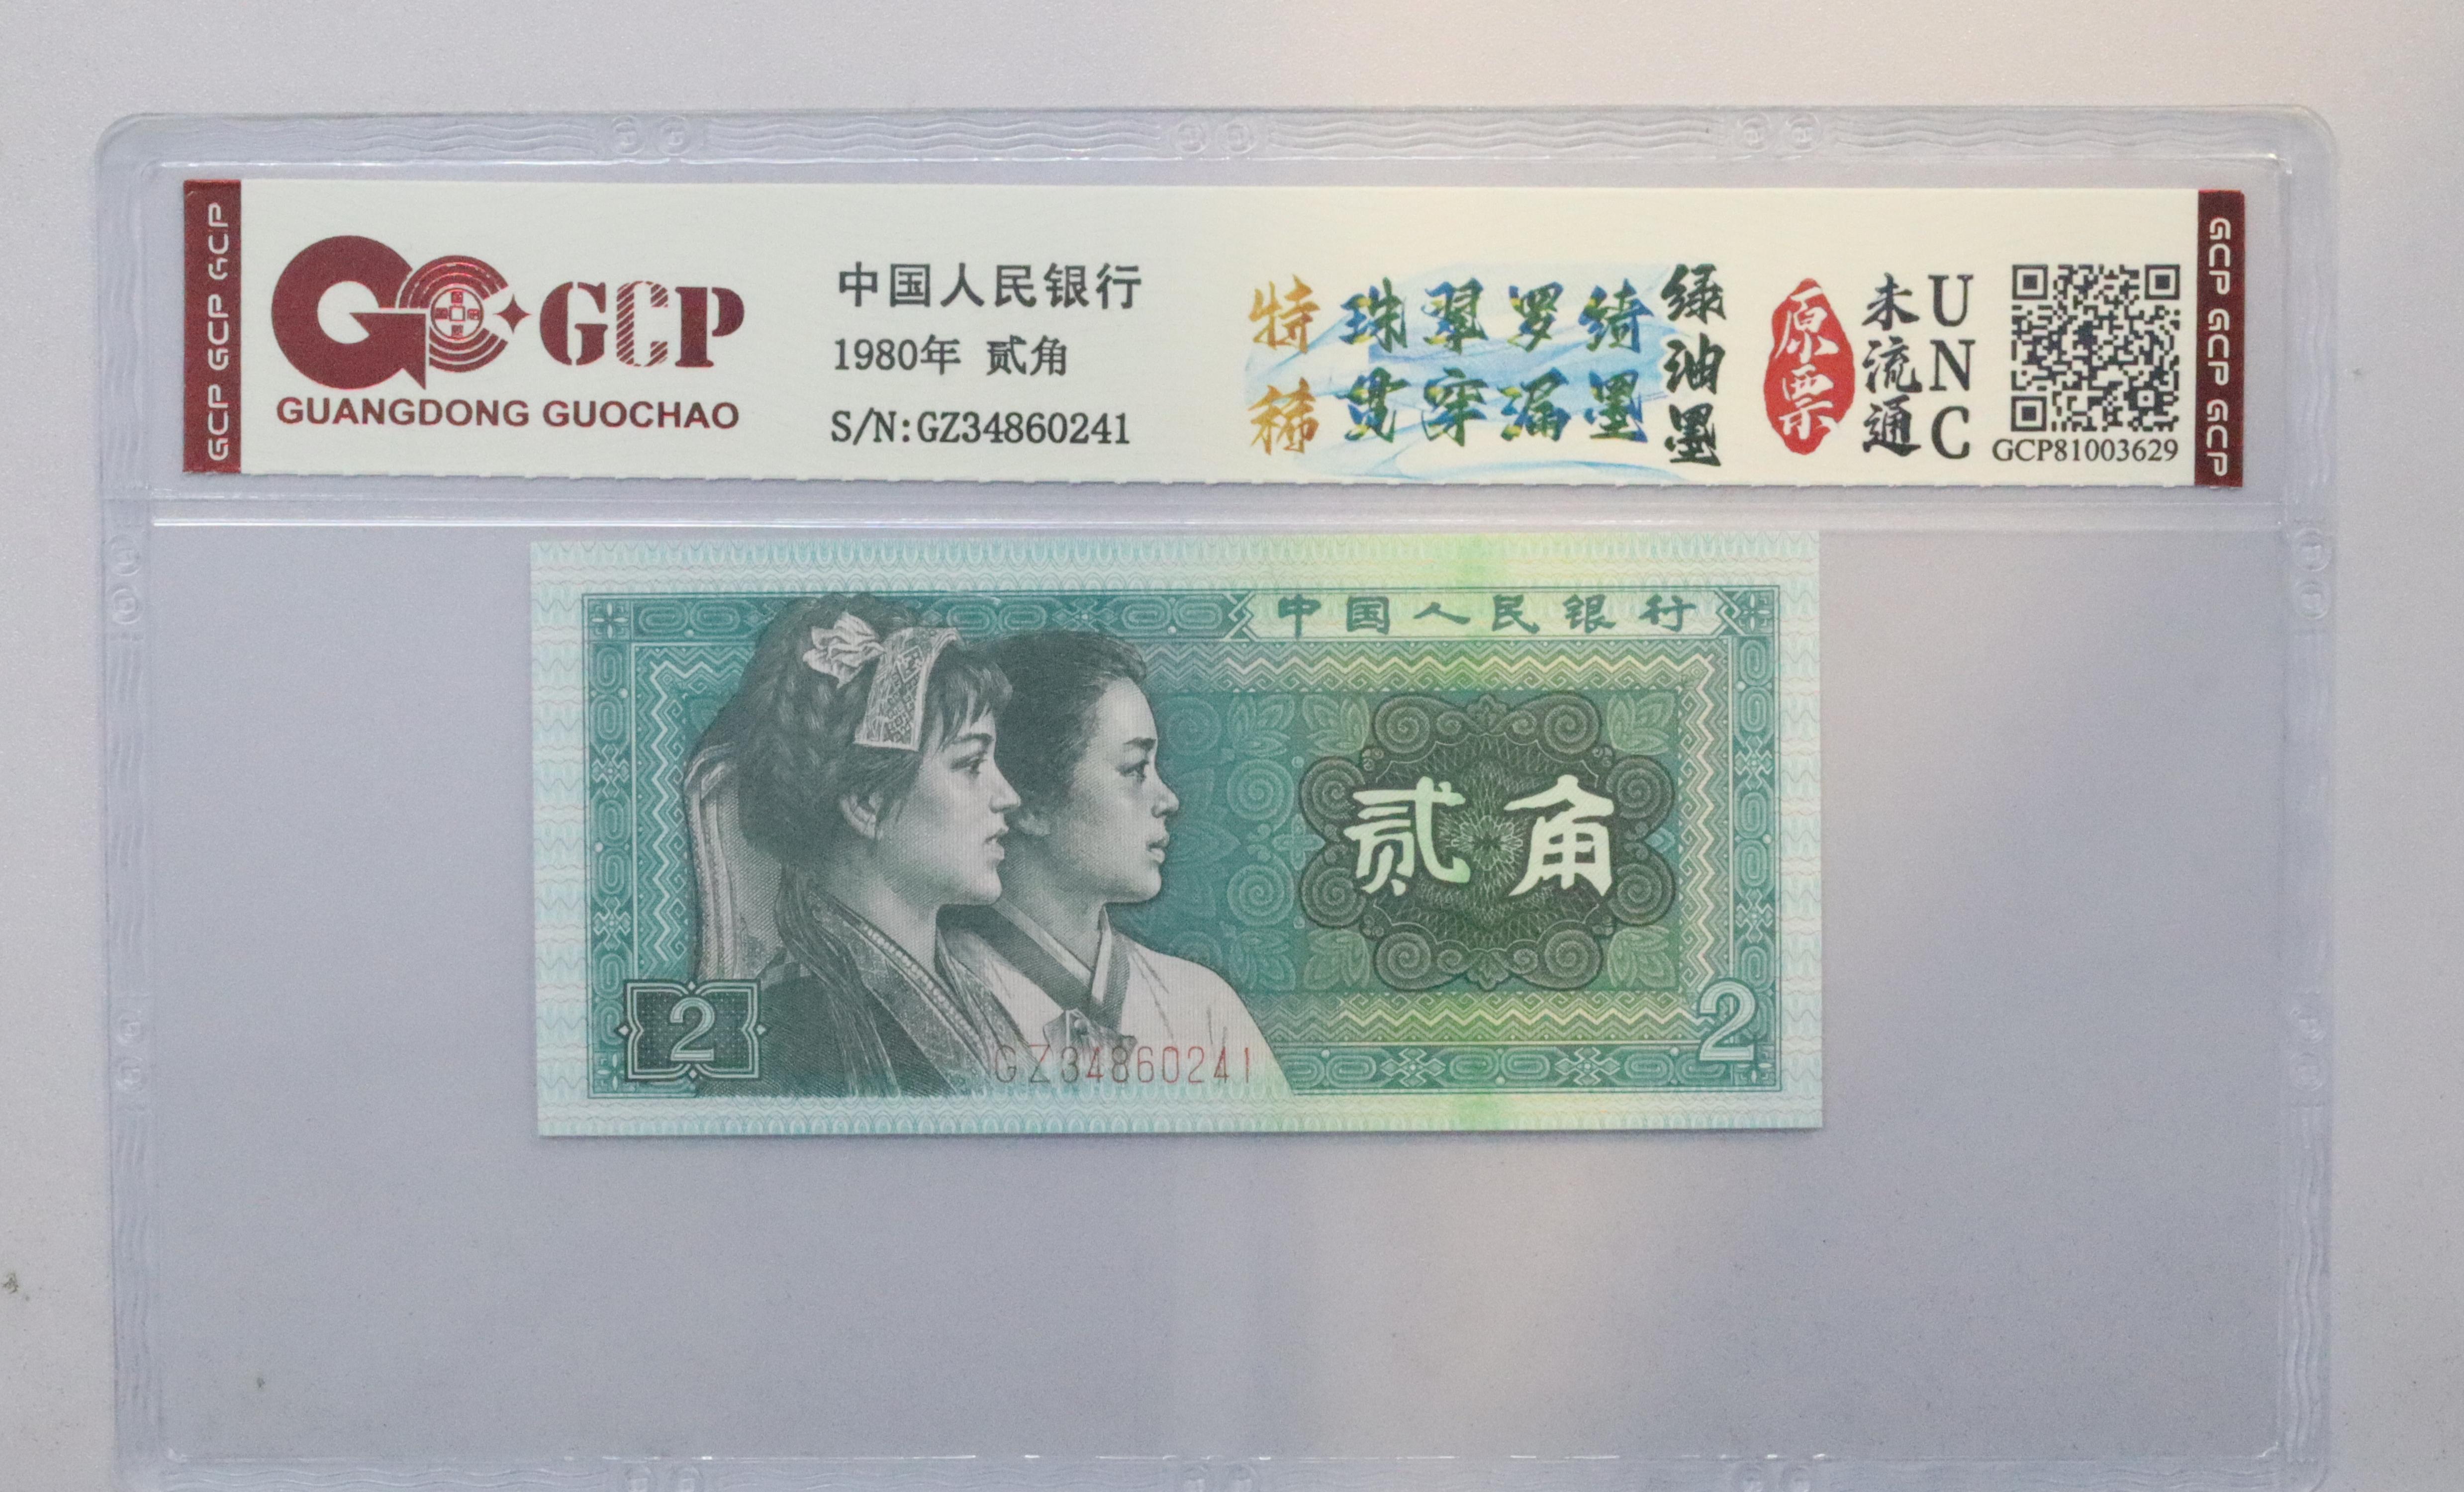 GCP GCP GCP
GCP
GUANGDONG GUOCHAO
中国人民银行
1980年 贰角
S/N:GZ34860241
特稀
珠翠罗绮
贯穿漏墨
绿油墨
原票
未流通
UNC
GCP81003629
GCP GCP GCP
中国人民银行
贰角
2
GZ34860241
2